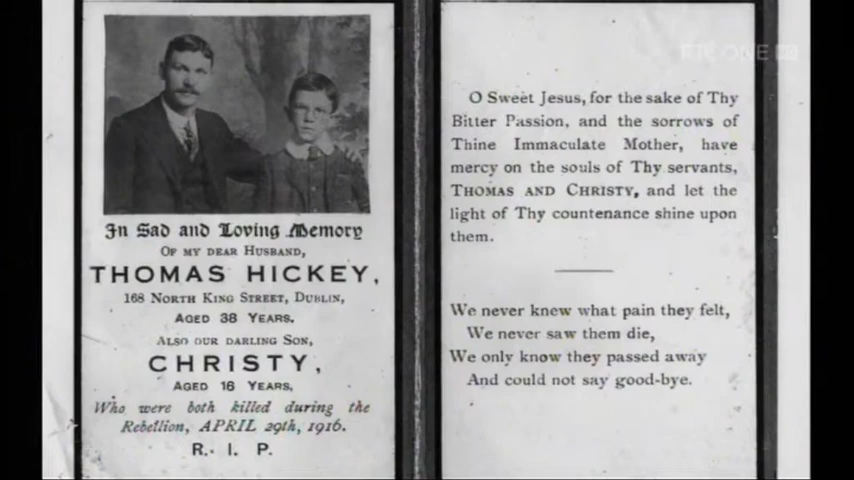 In Sad and Loving Memory
OF MY DEAR HUSBAND,
THOMAS HICKEY,
168 NORTH KING STREET, DUBLIN,
AGED 38 YEARS.
ALSO OUR DARLING SON,
CHRISTY,
AGED 16 YEARS,
Who were both killed during the
Rebellion, APRIL 29th, 1916.
R. I. P.
RTÉ ONE HD
O Sweet Jesus, for the sake of Thy
Bitter Passion, and the sorrows of
Thine Immaculate Mother, have
mercy on the souls of Thy servants,
THOMAS AND CHRISTY, and let the
light of Thy countenance shine upon
them.
We never knew what pain they felt,
We never saw them die,
We only know they passed away
And could not say good-bye.